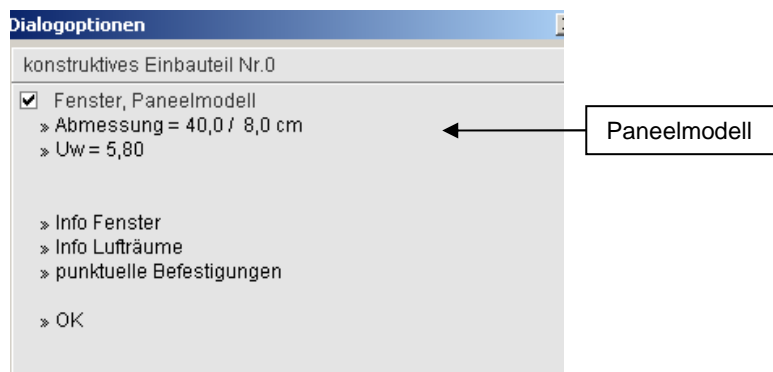 Dialogoptionen
konstruktives Einbauteil Nr.0
Fenster, Paneelmodell
» Abmessung = 40,0 / 8,0 cm
» Uw = 5,80
Paneelmodell
» Info Fenster
» Info Lufträume
» punktuelle Befestigungen
» OK